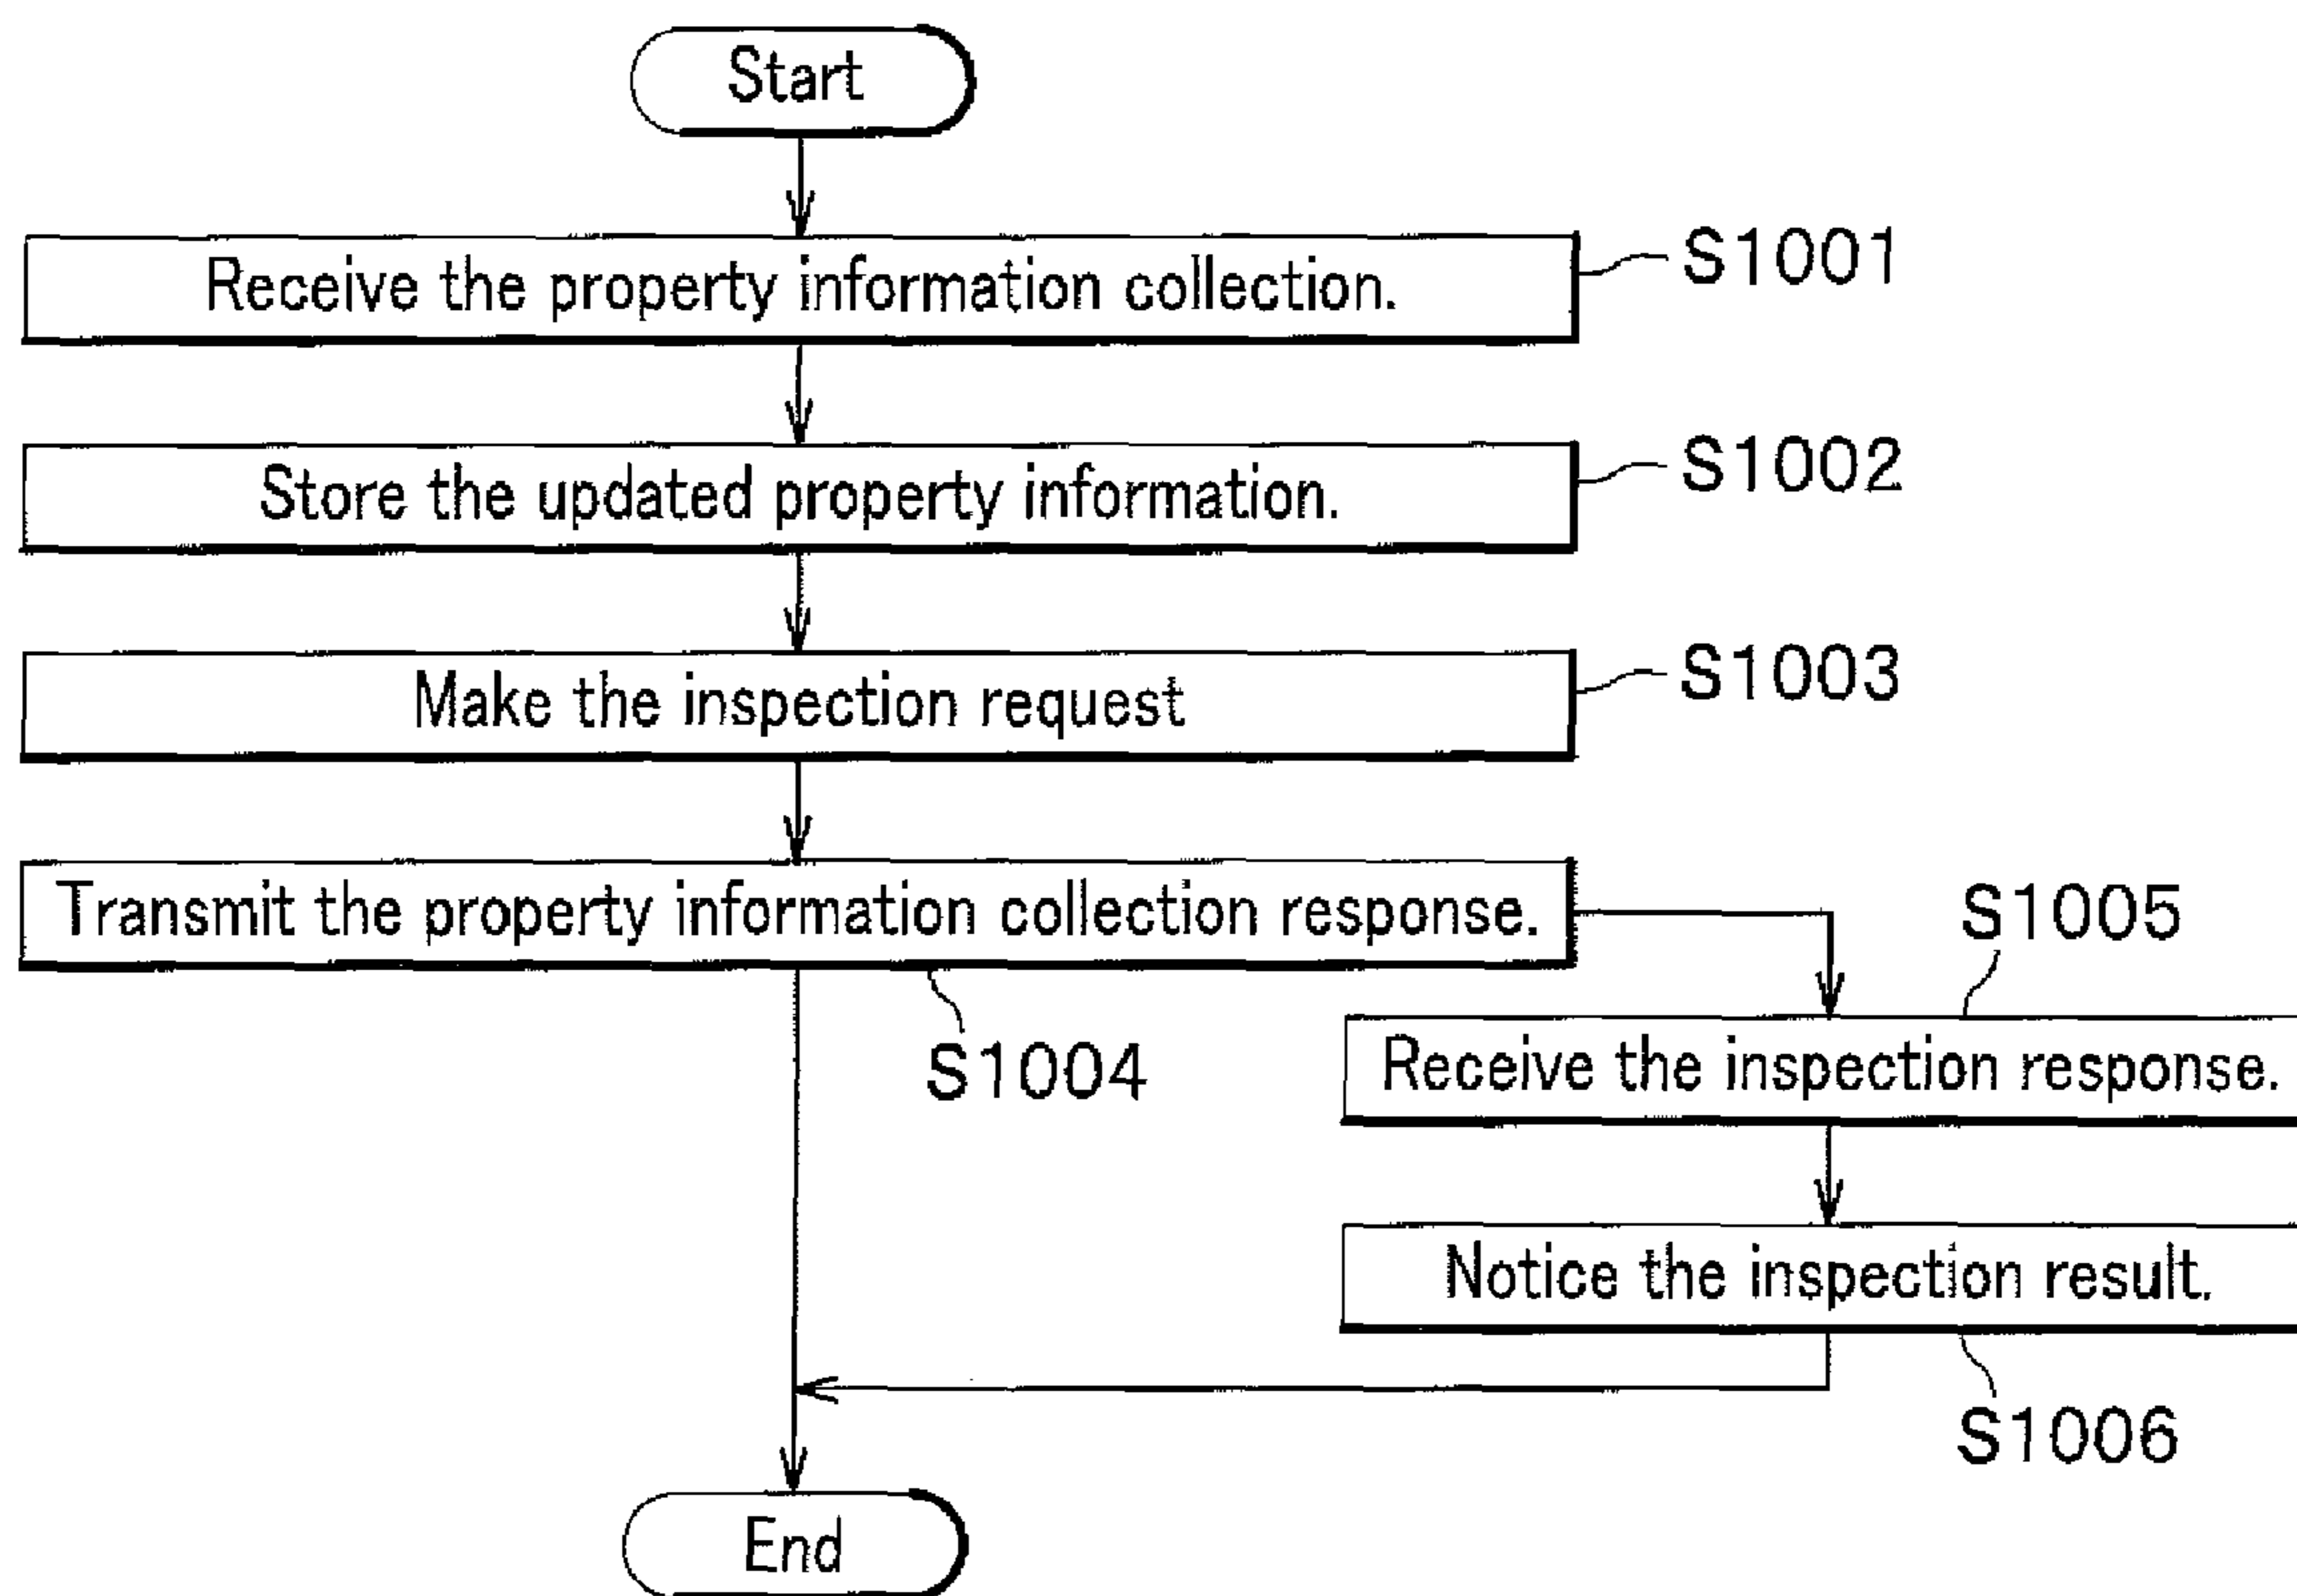 Start
Receive the property information collection.
S1001
Store the updated property information.
S1002
Make the inspection request
S1003
Transmit the property information collection response.
S1004
S1005
Receive the inspection response.
Notice the inspection result.
S1006
End